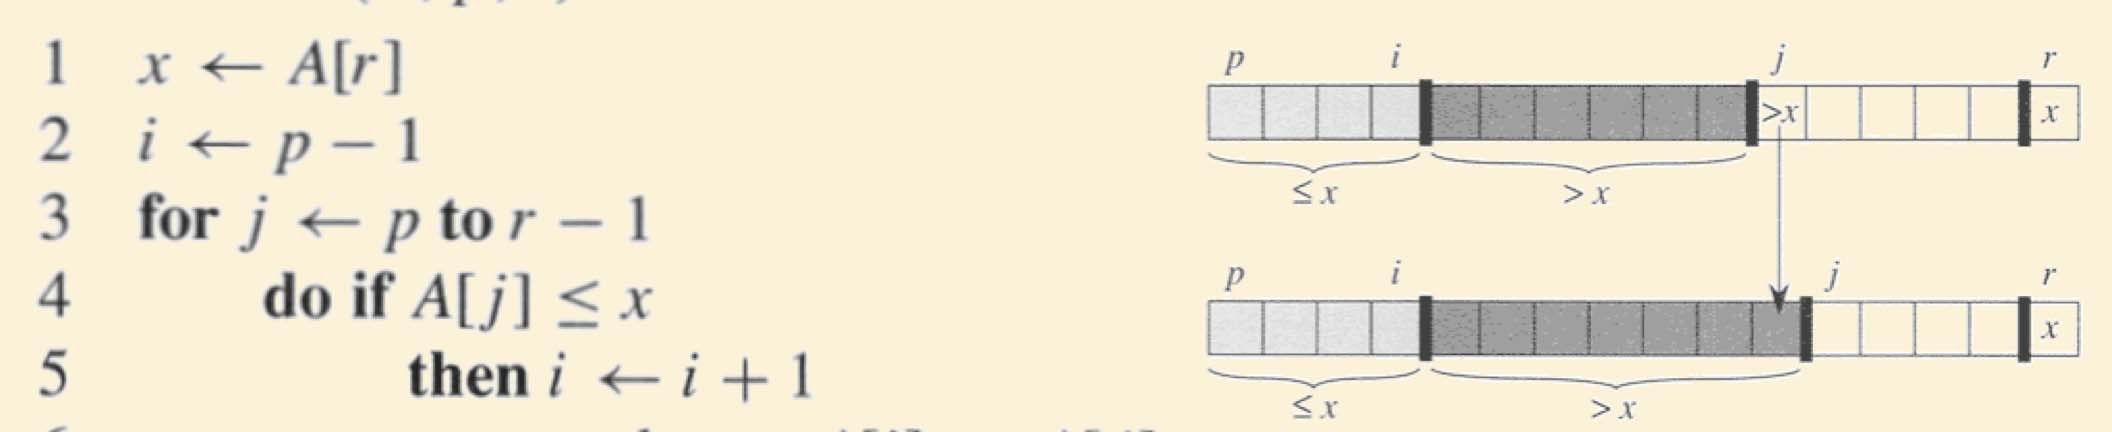 1 x ← A[r]
2 i ← p − 1
3 for j ← p to r − 1
4 do if A[j] ≤ x
5 then i ← i + 1
p i j r
>x x
≤ x > x
p i j r
x
≤ x > x